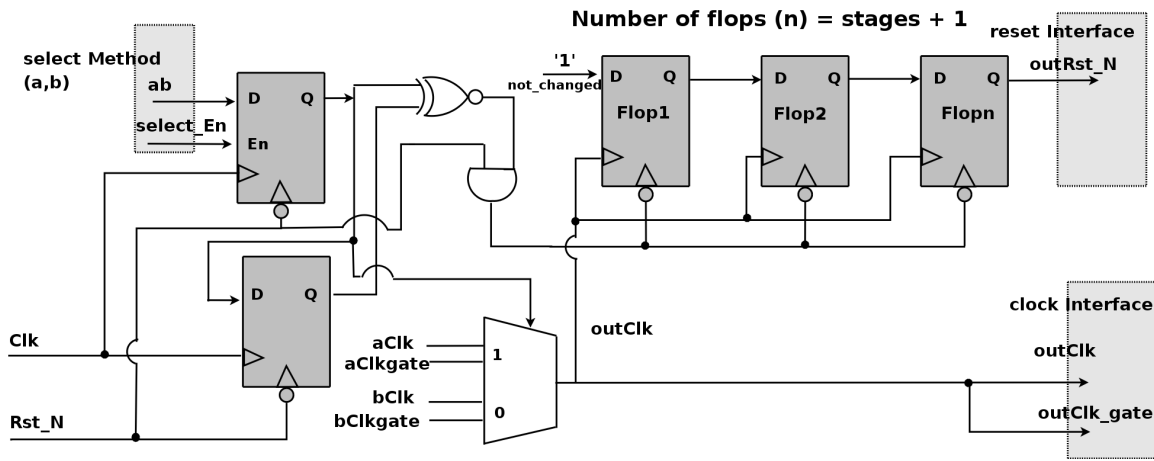 Number of flops (n) = stages + 1
select Method
(a,b)
ab
select_En
D
Q
En
'1'
not_changed
D
Q
Flop1
D
Q
Flop2
D
Q
Flopn
reset Interface
outRst_N
D
Q
Clk
Rst_N
aClk
aClkgate
bClk
bClkgate
1
0
outClk
clock Interface
outClk
outClk_gate